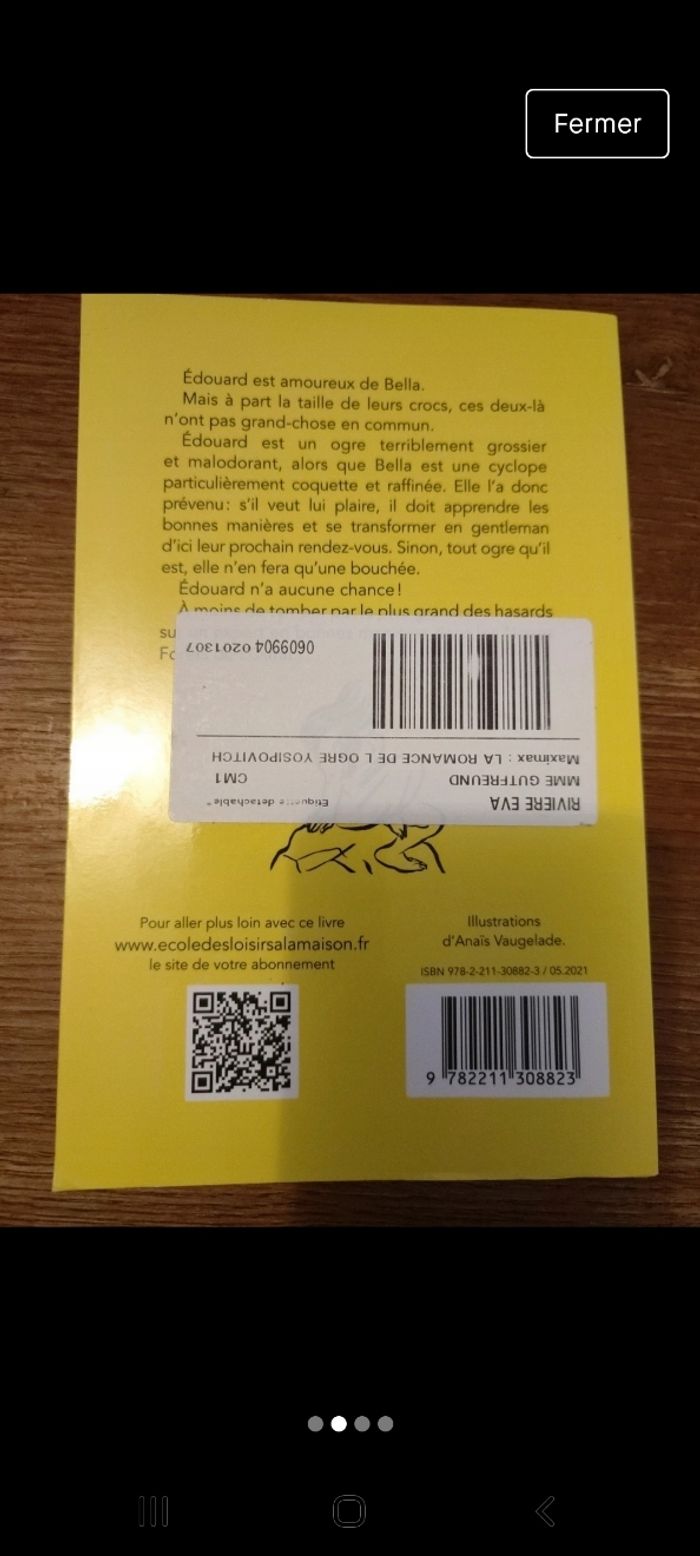 Fermer
Édouard est amoureux de Bella.
Mais à part la taille de leurs crocs, ces deux-là
n'ont pas grand-chose en commun.
Édouard est un ogre terriblement grossier
et malodorant, alors que Bella est une cyclope
particulièrement coquette et raffinée. Elle l'a donc
prévenu : s'il veut lui plaire, il doit apprendre les
bonnes manières et se transformer en gentleman
d'ici leur prochain rendez-vous. Sinon, tout ogre qu'il
est, elle n'en fera qu'une bouchée.
Édouard n'a aucune chance !
À moins de tomber par le plus grand des hasards
RIVIERE EVA Etiquette detachable*
MME GUTFREUND CM1
Maximax : LA ROMANCE DE L OGRE YOSIPOVITCH
0609904 0201307
Pour aller plus loin avec ce livre
www.ecoledesloisirsalamaison.fr
le site de votre abonnement
Illustrations
d'Anaïs Vaugelade.
ISBN 978-2-211-30882-3 / 05.2021
9 782211 308823